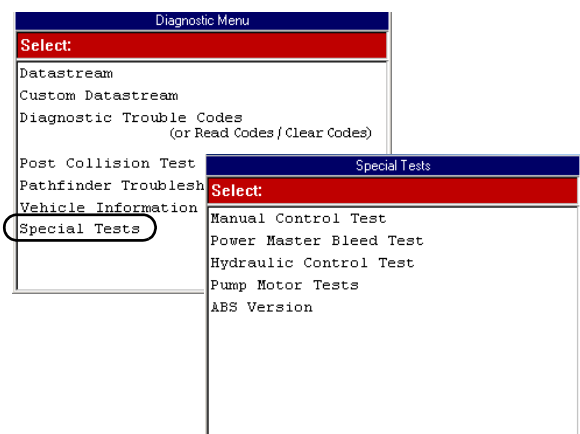 Diagnostic Menu
Select:
Datastream
Custom Datastream
Diagnostic Trouble Codes
(or Read Codes / Clear Codes)
Post Collision Test
Pathfinder Troublesh
Vehicle Information
Special Tests
Special Tests
Select:
Manual Control Test
Power Master Bleed Test
Hydraulic Control Test
Pump Motor Tests
ABS Version